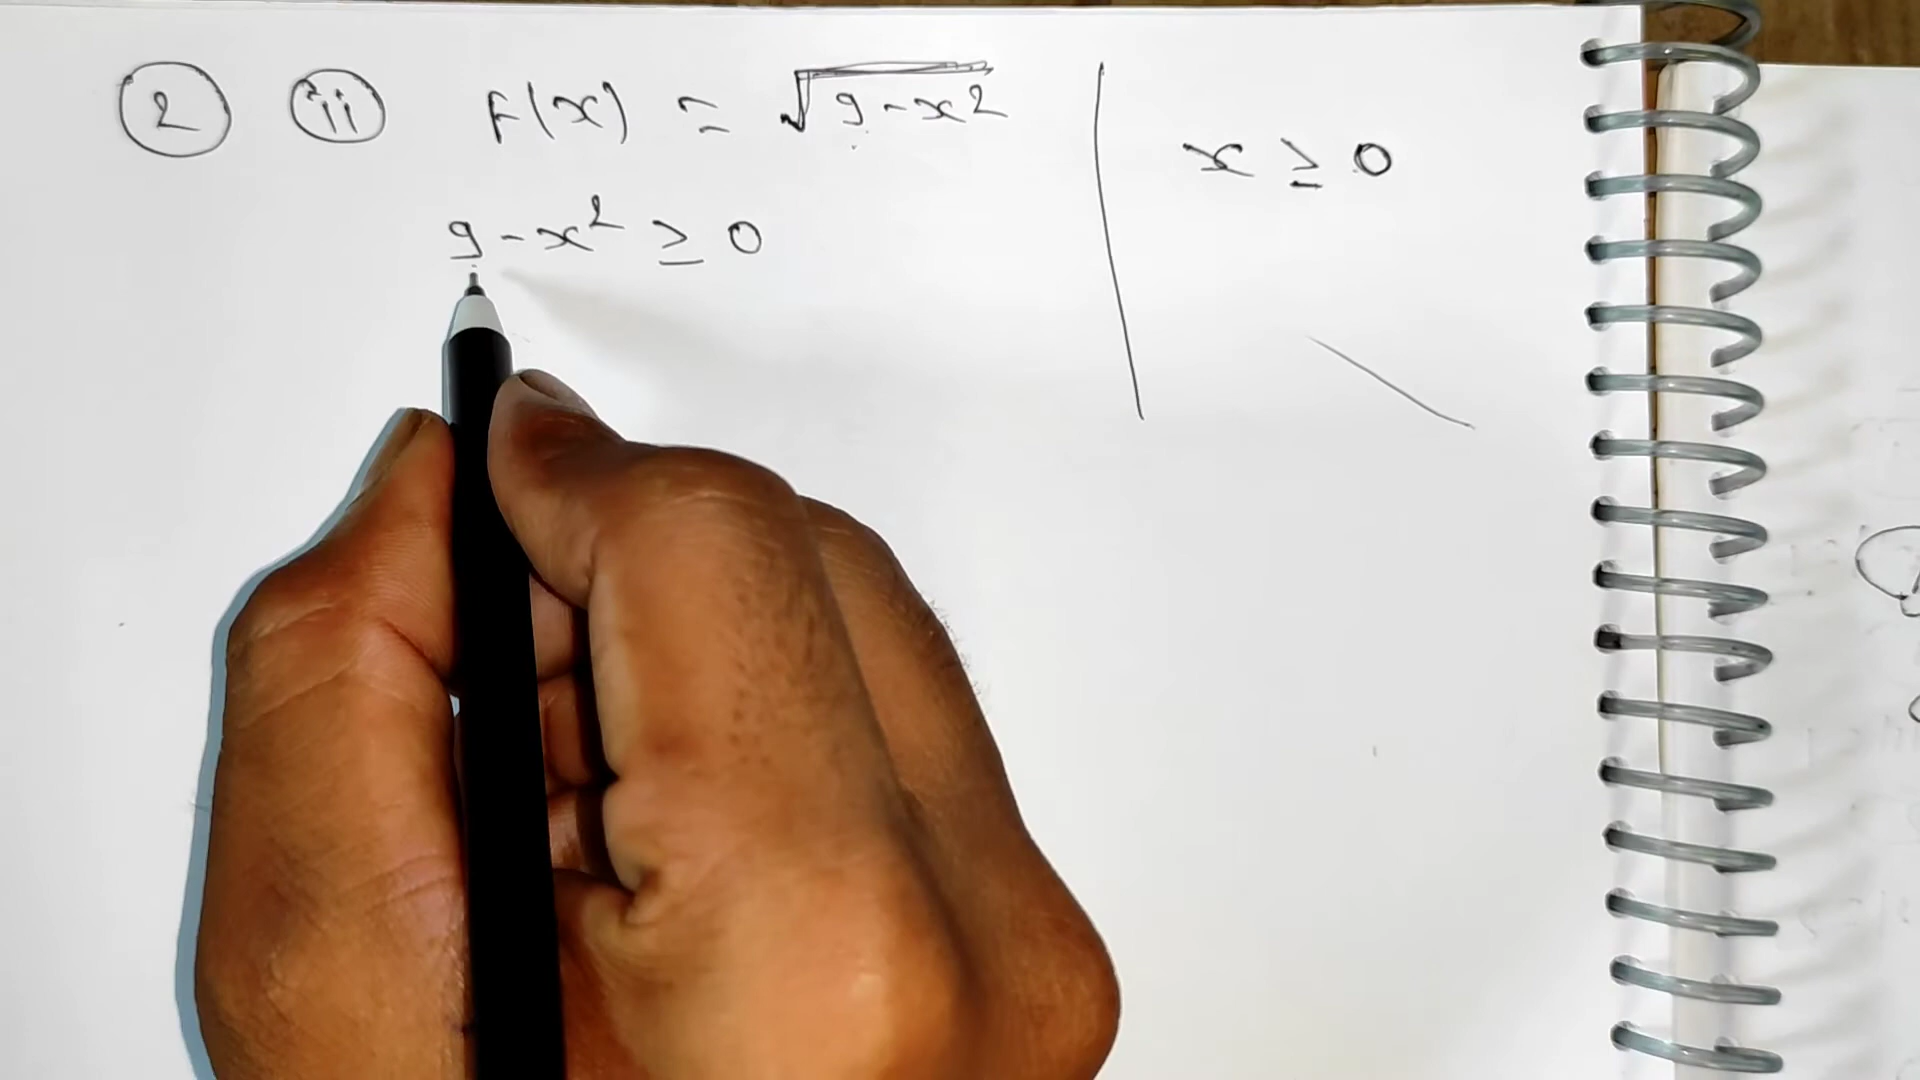 2 ii f(x) = √9-x2
x ≥ 0
9-x² ≥ 0